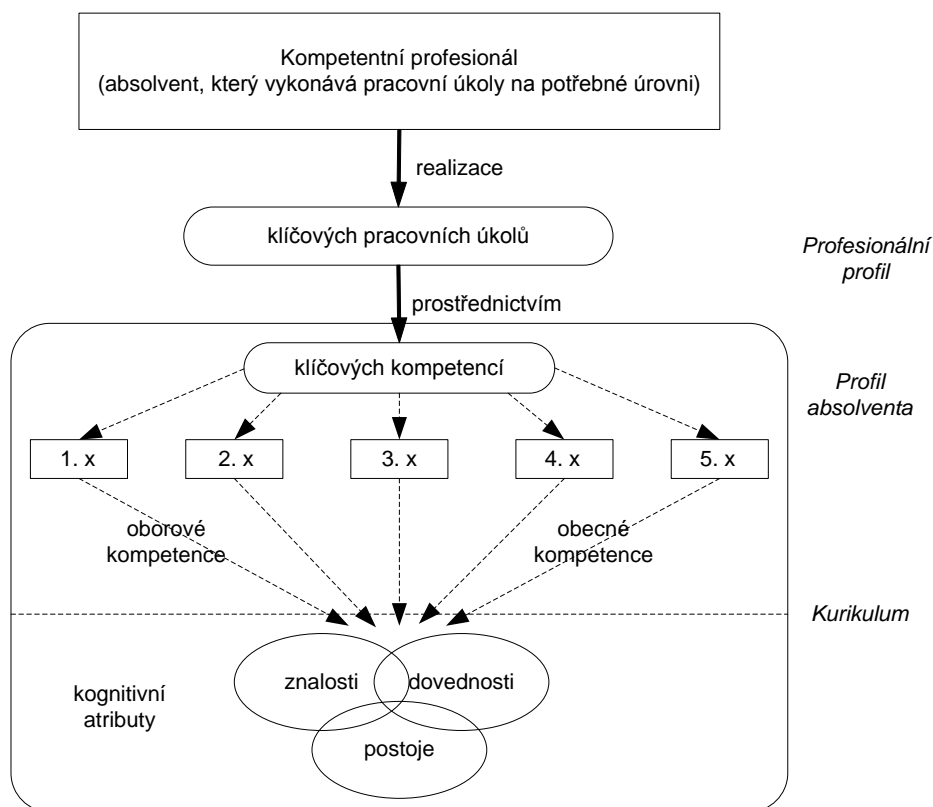 Kompetentní profesionál
(absolvent, který vykonává pracovní úkoly na potřebné úrovni)
realizace
klíčových pracovních úkolů
Profesionální
profil
prostřednictvím
klíčových kompetencí
Profil
absolventa
1. x
2. x
3. x
4. x
5. x
oborové
kompetence
obecné
kompetence
Kurikulum
znalosti
dovednosti
kognitivní
atributy
postoje